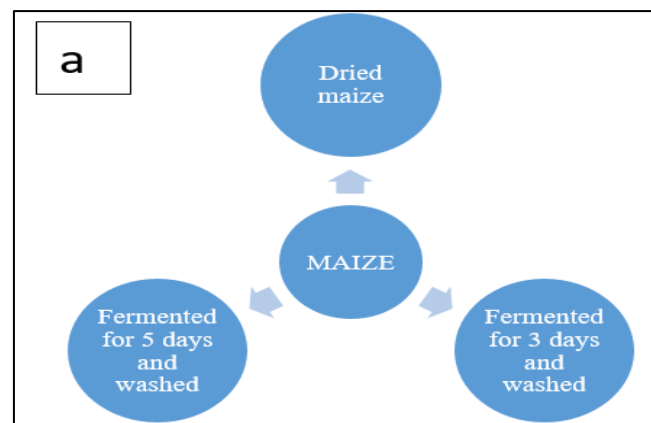 a
Dried
maize
MAIZE
Fermented
for 5 days
and
washed
Fermented
for 3 days
and
washed